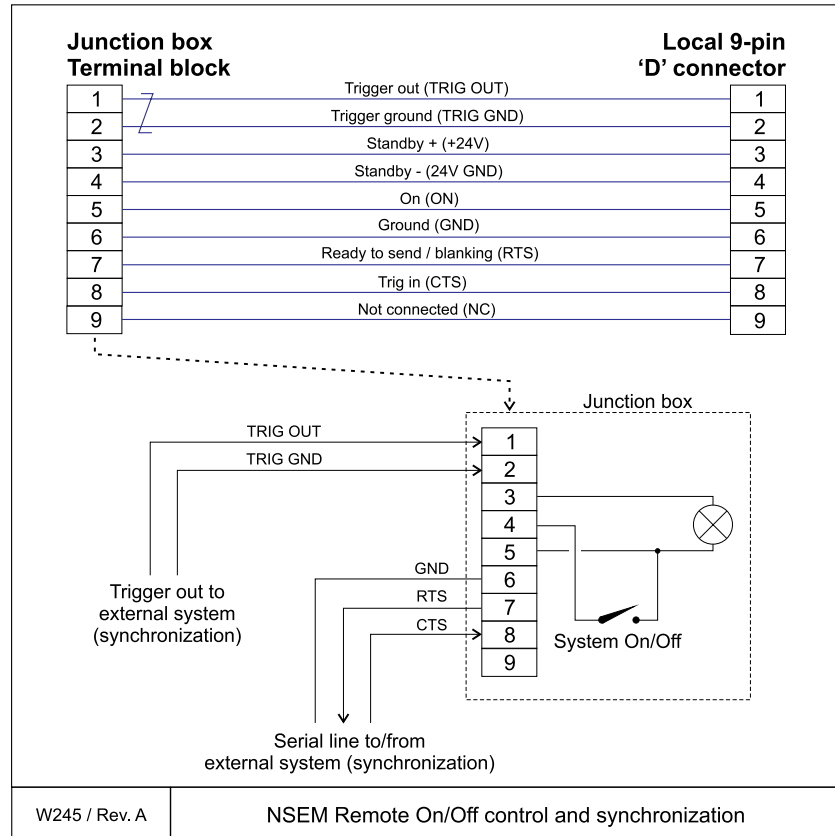 Junction box
Terminal block
Local 9-pin
‘D’ connector
1 Trigger out (TRIG OUT) 1
2 Trigger ground (TRIG GND) 2
3 Standby + (+24V) 3
4 Standby - (24V GND) 4
5 On (ON) 5
6 Ground (GND) 6
7 Ready to send / blanking (RTS) 7
8 Trig in (CTS) 8
9 Not connected (NC) 9
Junction box
TRIG OUT 1
TRIG GND 2
3
4
5
GND 6
RTS 7
CTS 8
9
System On/Off
Trigger out to
external system
(synchronization)
Serial line to/from
external system (synchronization)
W245 / Rev. A
NSEM Remote On/Off control and synchronization